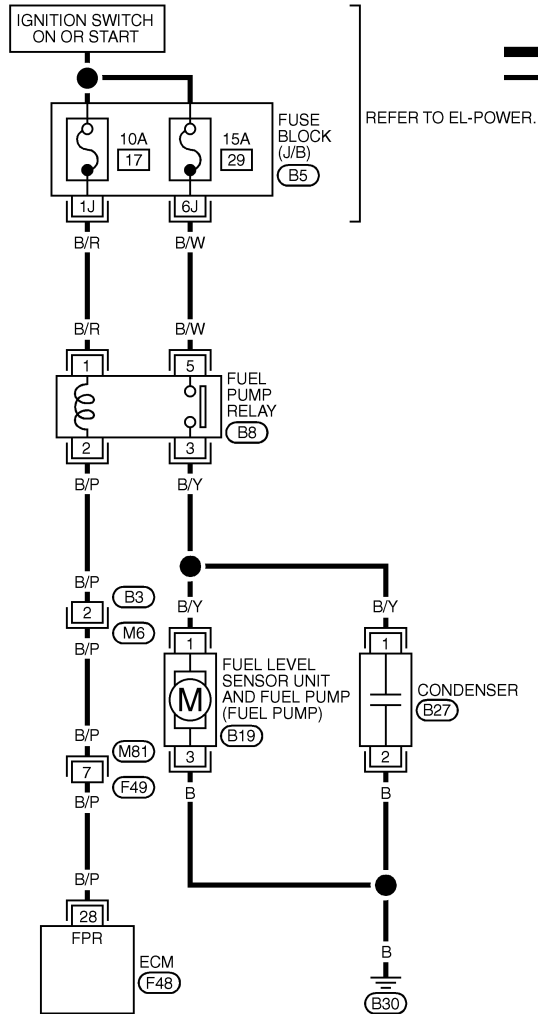 IGNITION SWITCH
ON OR START
REFER TO EL-POWER.
10A
17
15A
29
FUSE
BLOCK
(J/B)
B5
1J
6J
B/R
B/W
B/R
B/W
1
5
FUEL
PUMP
RELAY
B8
2
3
B/P
B/Y
B/P
B3
2
M6
B/P
B/Y
B/Y
1
1
M
FUEL LEVEL
SENSOR UNIT
AND FUEL PUMP
(FUEL PUMP)
B19
CONDENSER
B27
3
2
B
B
B/P
M81
7
F49
B/P
B/P
28
FPR
ECM
F48
B
B30